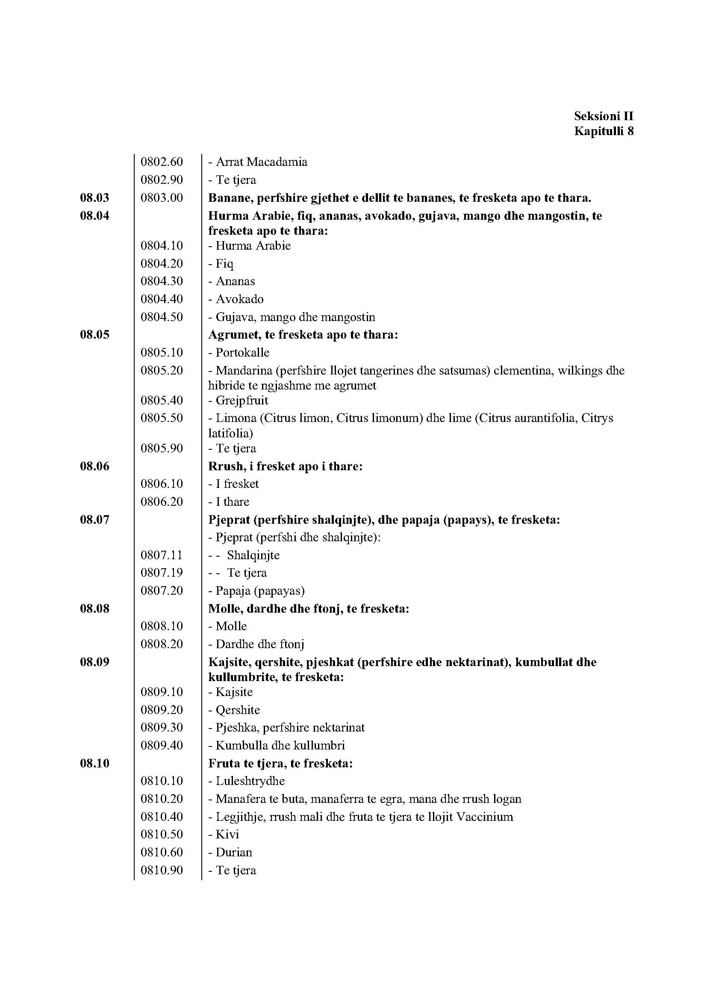 Seksioni II
Kapitulli 8
0802.60 - Arrat Macadamia
0802.90 - Te tjera
08.03 0803.00 Banane, perfshire gjethet e dellit te bananes, te fresketa apo te thara.
08.04 Hurma Arabie, fiq, ananas, avokado, gujava, mango dhe mangostin, te
fresketa apo te thara:
0804.10 - Hurma Arabie
0804.20 - Fiq
0804.30 - Ananas
0804.40 - Avokado
0804.50 - Gujava, mango dhe mangostin
08.05 Agrumet, te fresketa apo te thara:
0805.10 - Portokalle
0805.20 - Mandarina (perfshire llojet tangerines dhe satsumas) clementina, wilkings dhe
hibride te ngjashme me agrumet
0805.40 - Grejpfruit
0805.50 - Limona (Citrus limon, Citrus limonum) dhe lime (Citrus aurantifolia, Citrys
latifolia)
0805.90 - Te tjera
08.06 Rrush, i fresket apo i thare:
0806.10 - I fresket
0806.20 - I thare
08.07 Pjeprat (perfshire shalqinjte), dhe papaja (papays), te fresketa:
- Pjeprat (perfshi dhe shalqinjte):
0807.11 - - Shalqinjte
0807.19 - - Te tjera
0807.20 - Papaja (papayas)
08.08 Molle, dardhe dhe ftonj, te fresketa:
0808.10 - Molle
0808.20 - Dardhe dhe ftonj
08.09 Kajsite, qershite, pjeshkat (perfshire edhe nektarinat), kumbullat dhe
kullumbrite, te fresketa:
0809.10 - Kajsite
0809.20 - Qershite
0809.30 - Pjeshka, perfshire nektarinat
0809.40 - Kumbulla dhe kullumbri
08.10 Fruta te tjera, te fresketa:
0810.10 - Luleshtrydhe
0810.20 - Manafera te buta, manaferra te egra, mana dhe rrush logan
0810.40 - Legjithje, rrush mali dhe fruta te tjera te llojit Vaccinium
0810.50 - Kivi
0810.60 - Durian
0810.90 - Te tjera